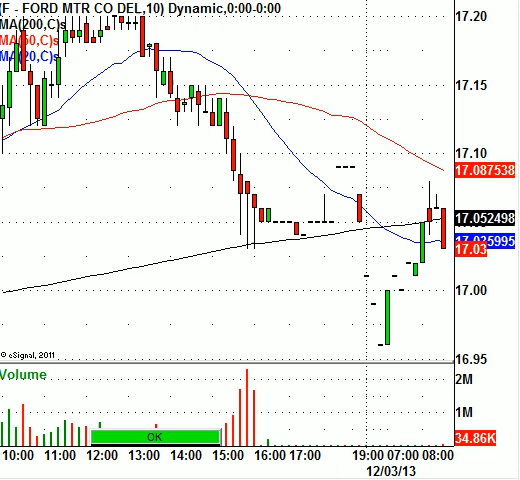 (F - FORD MTR CO DEL,10) Dynamic,0:00-0:00
MA(200,C)s
MA(50,C)s
MA(20,C)s
17.20
17.15
17.10
17.087538
17.052498
17.035995
17.03
17.00
16.95
© eSignal, 2011
Volume
2M
1M
34.86K
OK
10:00 11:00 12:00 13:00 14:00 15:00 16:00 17:00 19:00 07:00 08:00
12/03/13